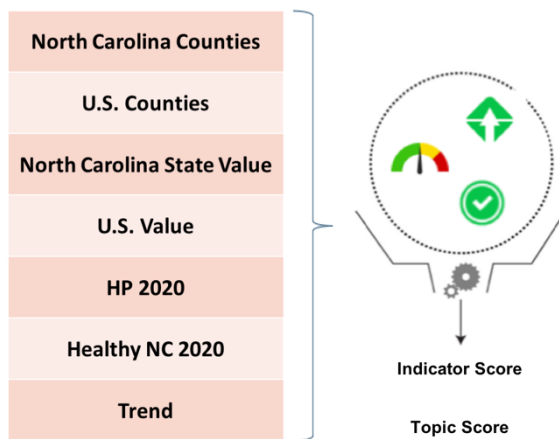 North Carolina Counties
U.S. Counties
North Carolina State Value
U.S. Value
HP 2020
Healthy NC 2020
Trend
Indicator Score
Topic Score